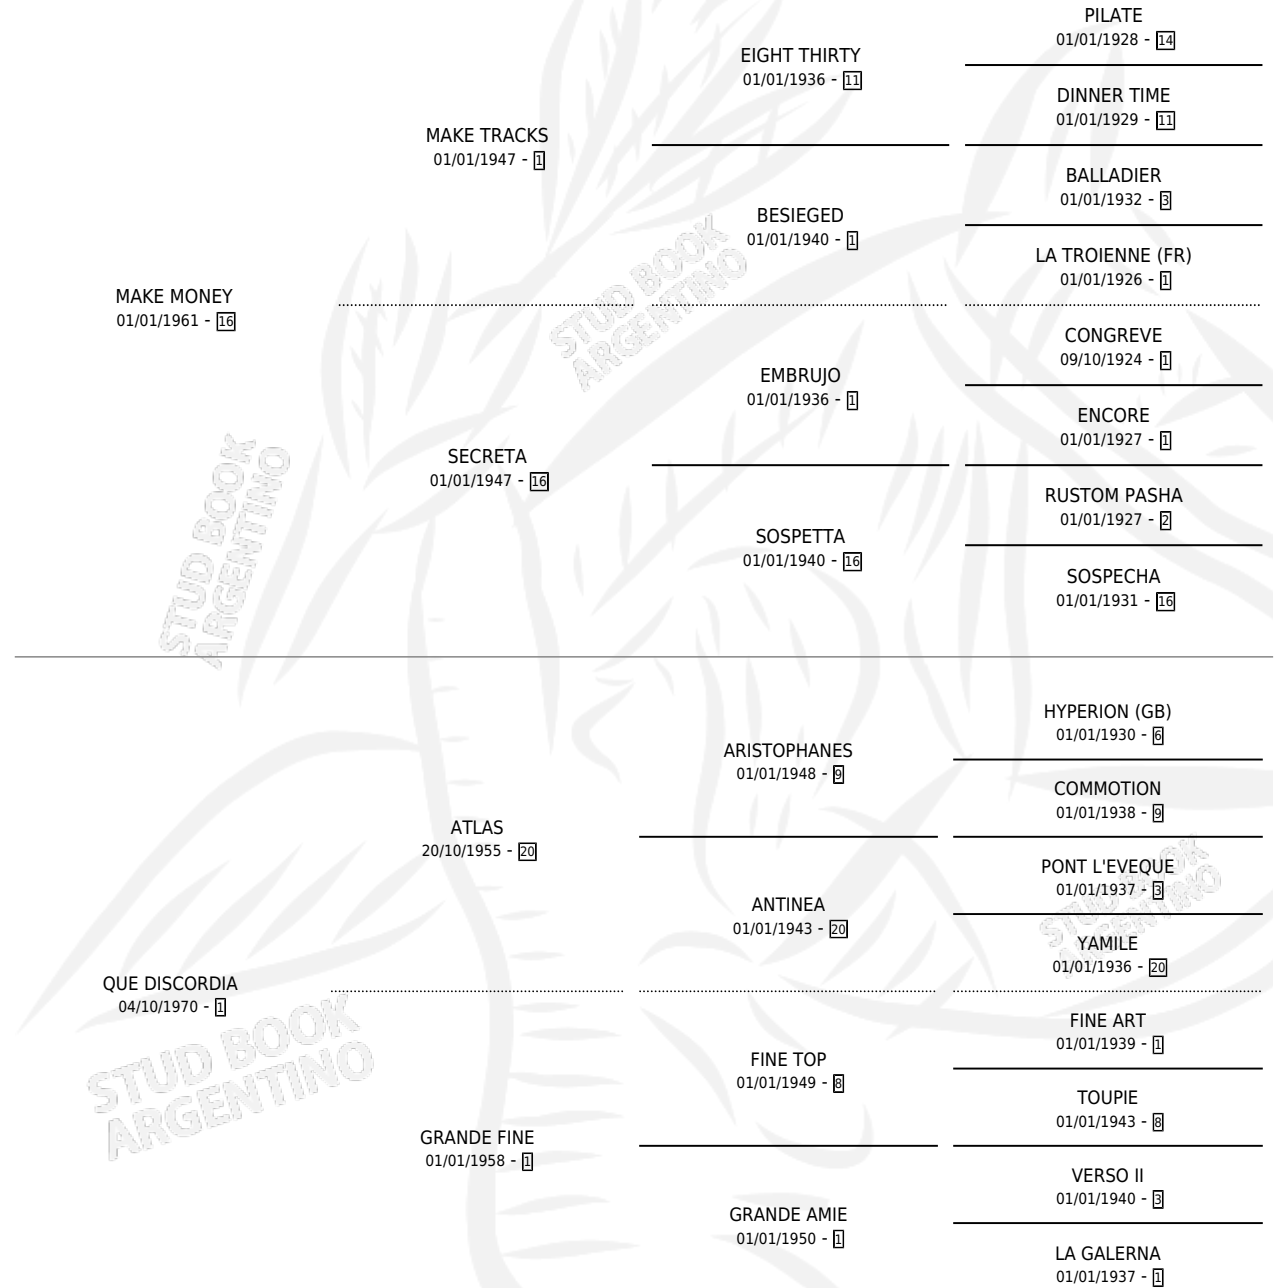 PILATE
01/01/1928 - 14
EIGHT THIRTY
01/01/1936 - 11
DINNER TIME
01/01/1929 - 11
MAKE TRACKS
01/01/1947 - 1
BALLADIER
01/01/1932 - 3
BESIEGED
01/01/1940 - 1
LA TROIENNE (FR)
01/01/1926 - 1
MAKE MONEY
01/01/1961 - 16
CONGREVE
09/10/1924 - 1
EMBRUJO
01/01/1936 - 1
ENCORE
01/01/1927 - 1
SECRETA
01/01/1947 - 16
RUSTOM PASHA
01/01/1927 - 2
SOSPETTA
01/01/1940 - 16
SOSPECHA
01/01/1931 - 16
HYPERION (GB)
01/01/1930 - 6
ARISTOPHANES
01/01/1948 - 9
COMMOTION
01/01/1938 - 9
ATLAS
20/10/1955 - 20
PONT L'EVEQUE
01/01/1937 - 3
ANTINEA
01/01/1943 - 20
YAMILE
01/01/1936 - 20
QUE DISCORDIA
04/10/1970 - 1
FINE ART
01/01/1939 - 1
FINE TOP
01/01/1949 - 8
TOUPIE
01/01/1943 - 8
GRANDE FINE
01/01/1958 - 1
VERSO II
01/01/1940 - 3
GRANDE AMIE
01/01/1950 - 1
LA GALERNA
01/01/1937 - 1
STUD BOOK
ARGENTINO
STUD BOOK
ARGENTINO
STUD BOOK
ARGENTINO
STUD BOOK
ARGENTINO